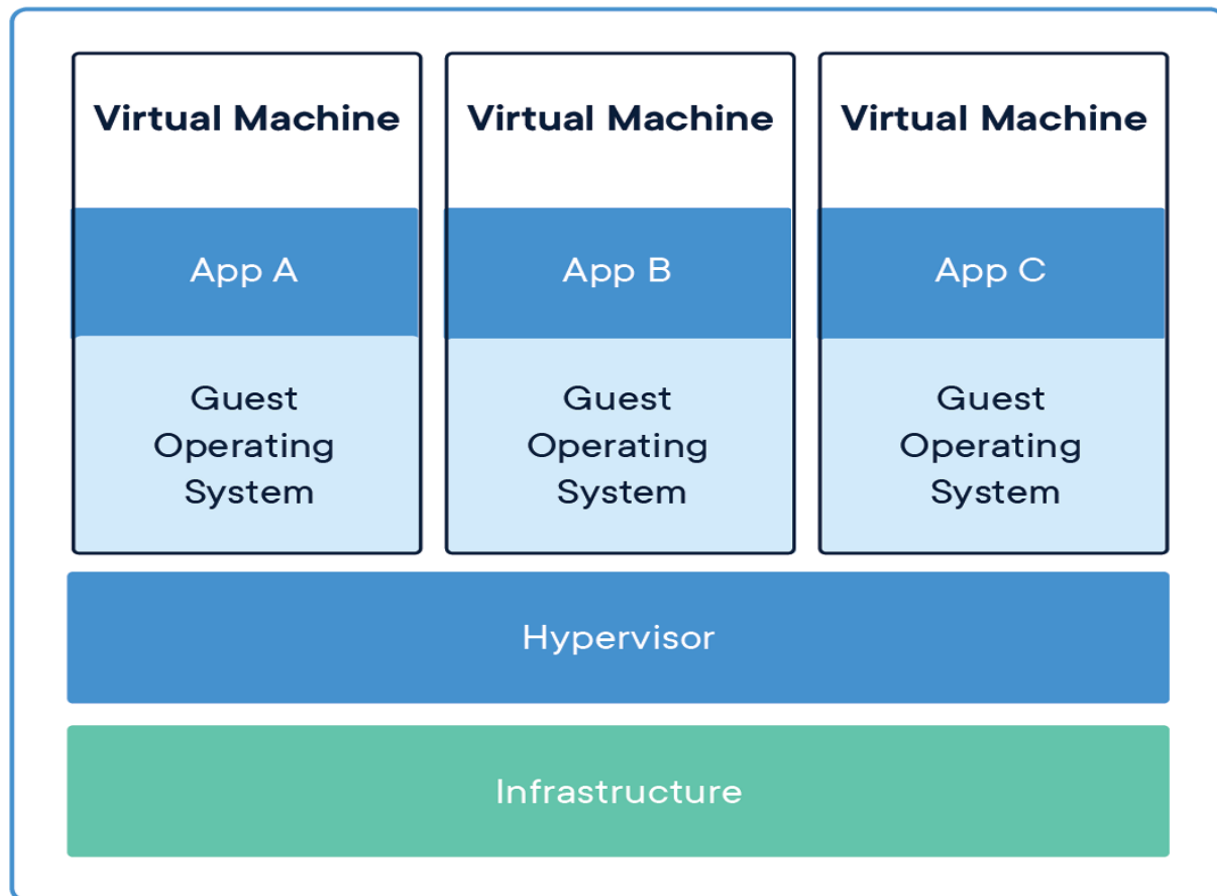 Virtual Machine
Virtual Machine
Virtual Machine
App A
App B
App C
Guest
Operating
System
Guest
Operating
System
Guest
Operating
System
Hypervisor
Infrastructure